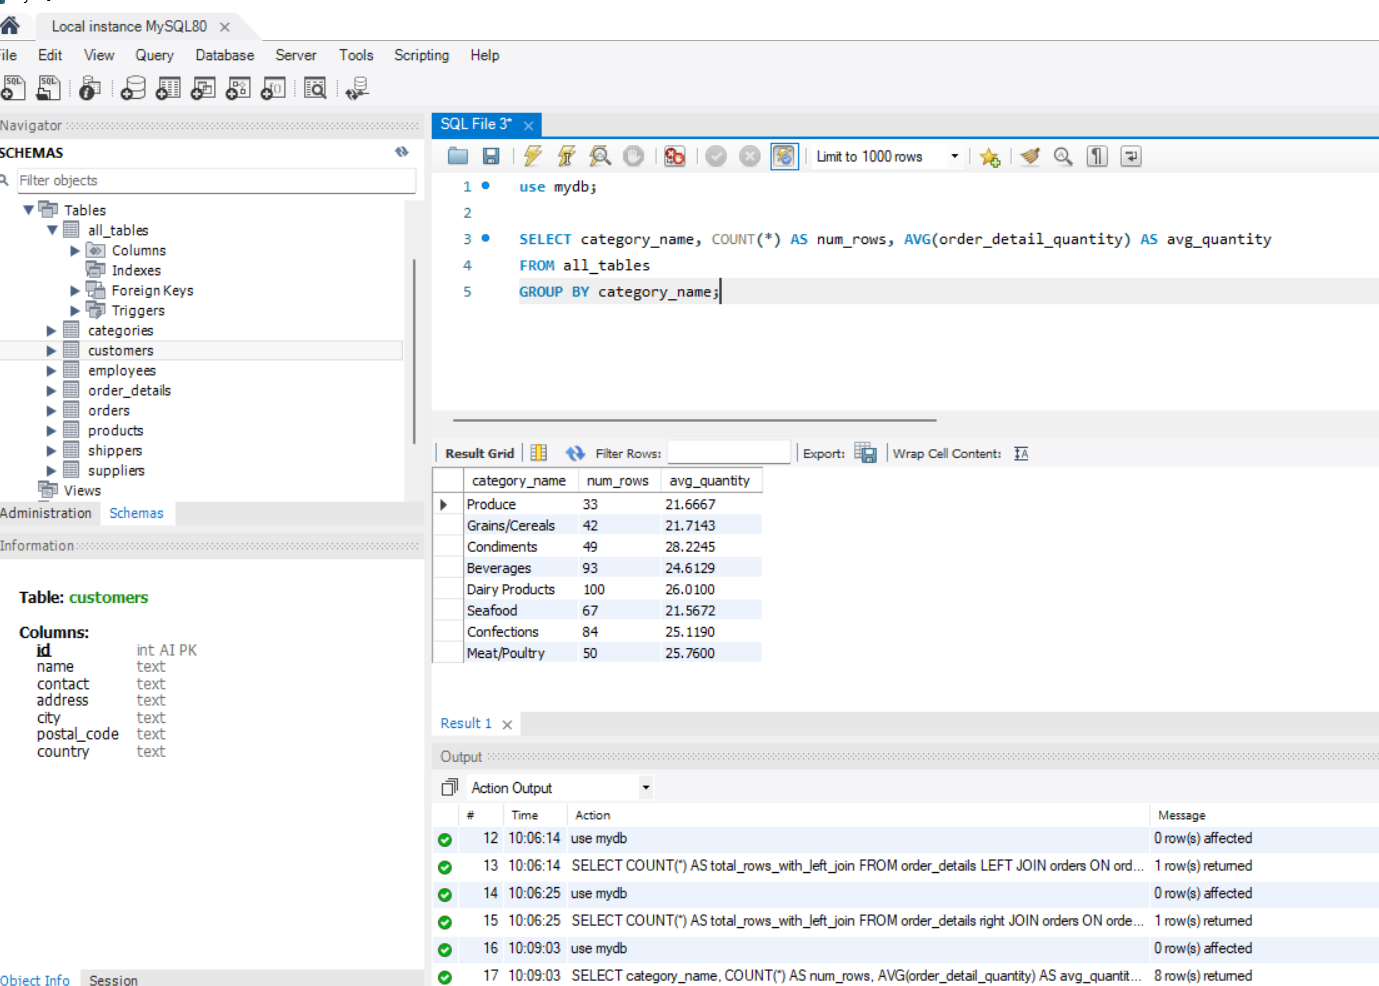 Local instance MySQL80
File Edit View Query Database Server Tools Scripting Help
Navigator
SCHEMAS
Filter objects
Tables
all_tables
Columns
Indexes
Foreign Keys
Triggers
categories
customers
employees
order_details
orders
products
shippers
suppliers
Views
Administration Schemas
Information
Table: customers
Columns:
id int AI PK
name text
contact text
address text
city text
postal_code text
country text
Object Info Session
SQL File 3*
Limit to 1000 rows
1 use mydb;
2
3 SELECT category_name, COUNT(*) AS num_rows, AVG(order_detail_quantity) AS avg_quantity
4 FROM all_tables
5 GROUP BY category_name;
Result Grid Filter Rows: Export: Wrap Cell Content:
category_name num_rows avg_quantity
Produce 33 21.6667
Grains/Cereals 42 21.7143
Condiments 49 28.2245
Beverages 93 24.6129
Dairy Products 100 26.0100
Seafood 67 21.5672
Confections 84 25.1190
Meat/Poultry 50 25.7600
Result 1
Output
Action Output
# Time Action Message
12 10:06:14 use mydb 0 row(s) affected
13 10:06:14 SELECT COUNT(*) AS total_rows_with_left_join FROM order_details LEFT JOIN orders ON ord... 1 row(s) returned
14 10:06:25 use mydb 0 row(s) affected
15 10:06:25 SELECT COUNT(*) AS total_rows_with_left_join FROM order_details right JOIN orders ON orde... 1 row(s) returned
16 10:09:03 use mydb 0 row(s) affected
17 10:09:03 SELECT category_name, COUNT(*) AS num_rows, AVG(order_detail_quantity) AS avg_quantit... 8 row(s) returned